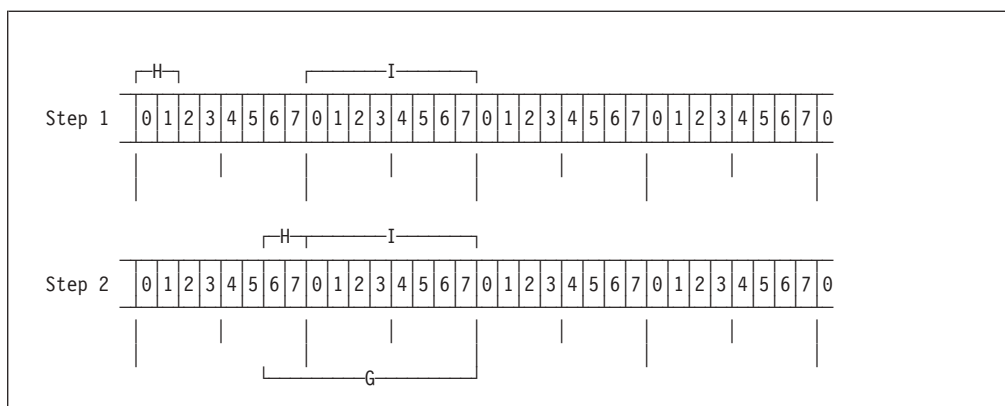 H I
Step 1 0 1 2 3 4 5 6 7 0 1 2 3 4 5 6 7 0 1 2 3 4 5 6 7 0 1 2 3 4 5 6 7 0
H I
Step 2 0 1 2 3 4 5 6 7 0 1 2 3 4 5 6 7 0 1 2 3 4 5 6 7 0 1 2 3 4 5 6 7 0
G